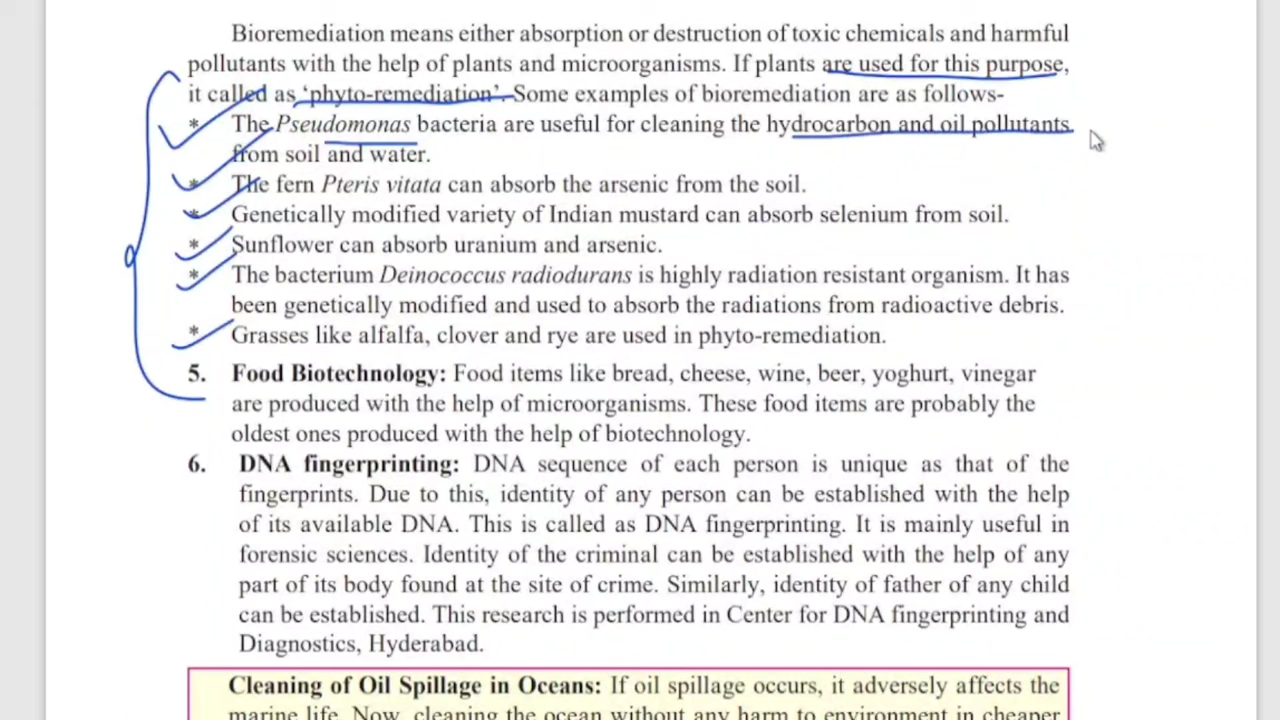 Bioremediation means either absorption or destruction of toxic chemicals and harmful
pollutants with the help of plants and microorganisms. If plants are used for this purpose,
it called as ‘phyto-remediation’. Some examples of bioremediation are as follows-
* The Pseudomonas bacteria are useful for cleaning the hydrocarbon and oil pollutants
from soil and water.
* The fern Pteris vitata can absorb the arsenic from the soil.
* Genetically modified variety of Indian mustard can absorb selenium from soil.
* Sunflower can absorb uranium and arsenic.
* The bacterium Deinococcus radiodurans is highly radiation resistant organism. It has
been genetically modified and used to absorb the radiations from radioactive debris.
* Grasses like alfalfa, clover and rye are used in phyto-remediation.
5. Food Biotechnology: Food items like bread, cheese, wine, beer, yoghurt, vinegar
are produced with the help of microorganisms. These food items are probably the
oldest ones produced with the help of biotechnology.
6. DNA fingerprinting: DNA sequence of each person is unique as that of the
fingerprints. Due to this, identity of any person can be established with the help
of its available DNA. This is called as DNA fingerprinting. It is mainly useful in
forensic sciences. Identity of the criminal can be established with the help of any
part of its body found at the site of crime. Similarly, identity of father of any child
can be established. This research is performed in Center for DNA fingerprinting and
Diagnostics, Hyderabad.
Cleaning of Oil Spillage in Oceans: If oil spillage occurs, it adversely affects the
marine life. Now, cleaning the ocean without any harm to environment in cheaper